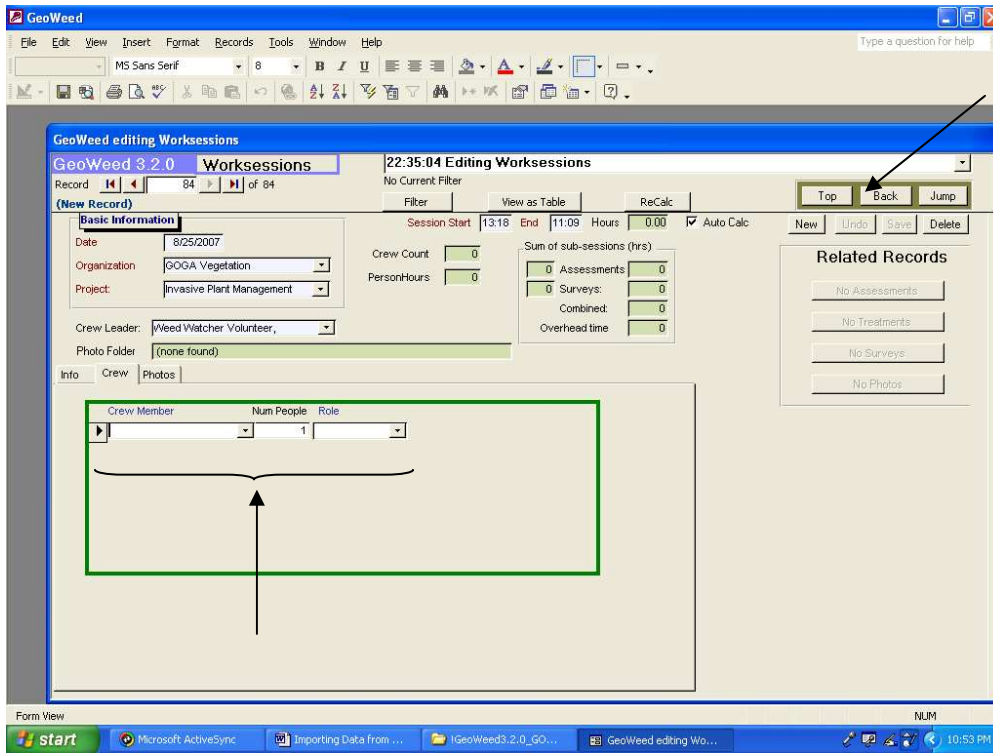 GeoWeed
File Edit View Insert Format Records Tools Window Help
Type a question for help
MS Sans Serif 8 B I U
GeoWeed editing Worksessions
GeoWeed 3.2.0 Worksessions 22:35:04 Editing Worksessions
Record 84 of 84 No Current Filter
(New Record) Filter View as Table ReCalc Top Back Jump
Basic Information Session Start 13:18 End 11:09 Hours 0.00 Auto Calc New Undo Save Delete
Date 8/25/2007
Organization GOGA Vegetation
Project: Invasive Plant Management
Crew Count 0
PersonHours 0
Sum of sub-sessions (hrs)
0 Assessments 0
0 Surveys: 0
Combined: 0
Overhead time 0
Related Records
No Assessments
No Treatments
No Surveys
No Photos
Crew Leader: Weed Watcher Volunteer,
Photo Folder (none found)
Info Crew Photos
Crew Member Num People Role
1
Form View NUM
start Microsoft ActiveSync Importing Data from ... !GeoWeed3.2.0_GO... GeoWeed editing Wo... 10:53 PM